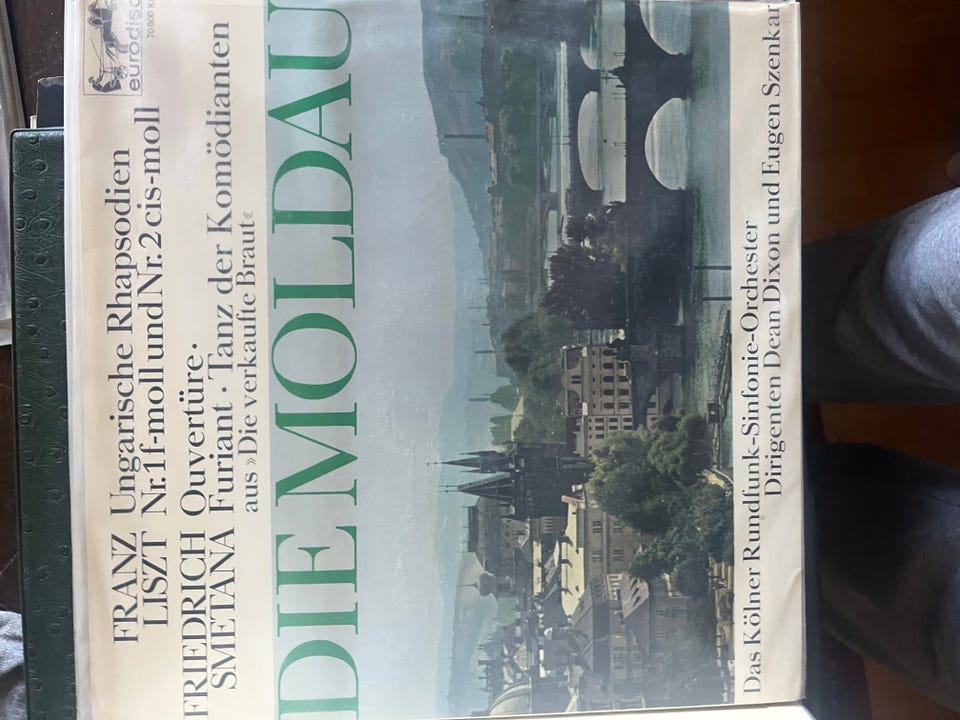 eurodisc
FRANZ LISZT
Ungarische Rhapsodien
Nr. 1 f-moll und Nr. 2 cis-moll
FRIEDRICH SMETANA
Ouvertüre ·
Furiant · Tanz der Komödianten
aus »Die verkaufte Braut«
DIE MOLDAU
Das Kölner Rundfunk-Sinfonie-Orchester
Dirigenten Dean Dixon und Eugen Szenkar